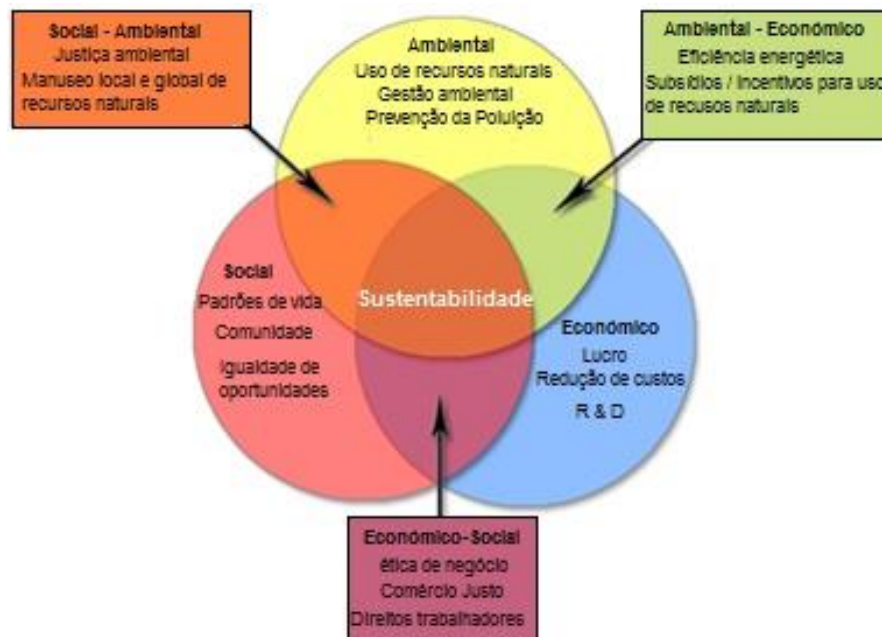 Social - Ambiental
Justiça ambiental
Manuseo local e global de
recursos naturais
Ambiental
Uso de recursos naturais
Gestão ambiental
Prevenção da Poluição
Ambiental - Económico
Eficiência energética
Subsídios / Incentivos para uso
de recusos naturais
Social
Padrões de vida
Comunidade
Igualdade de
oportunidades
Sustentabilidade
Económico
Lucro
Redução de custos
R & D
Económico-Social
ética de negócio
Comércio Justo
Direitos trabalhadores